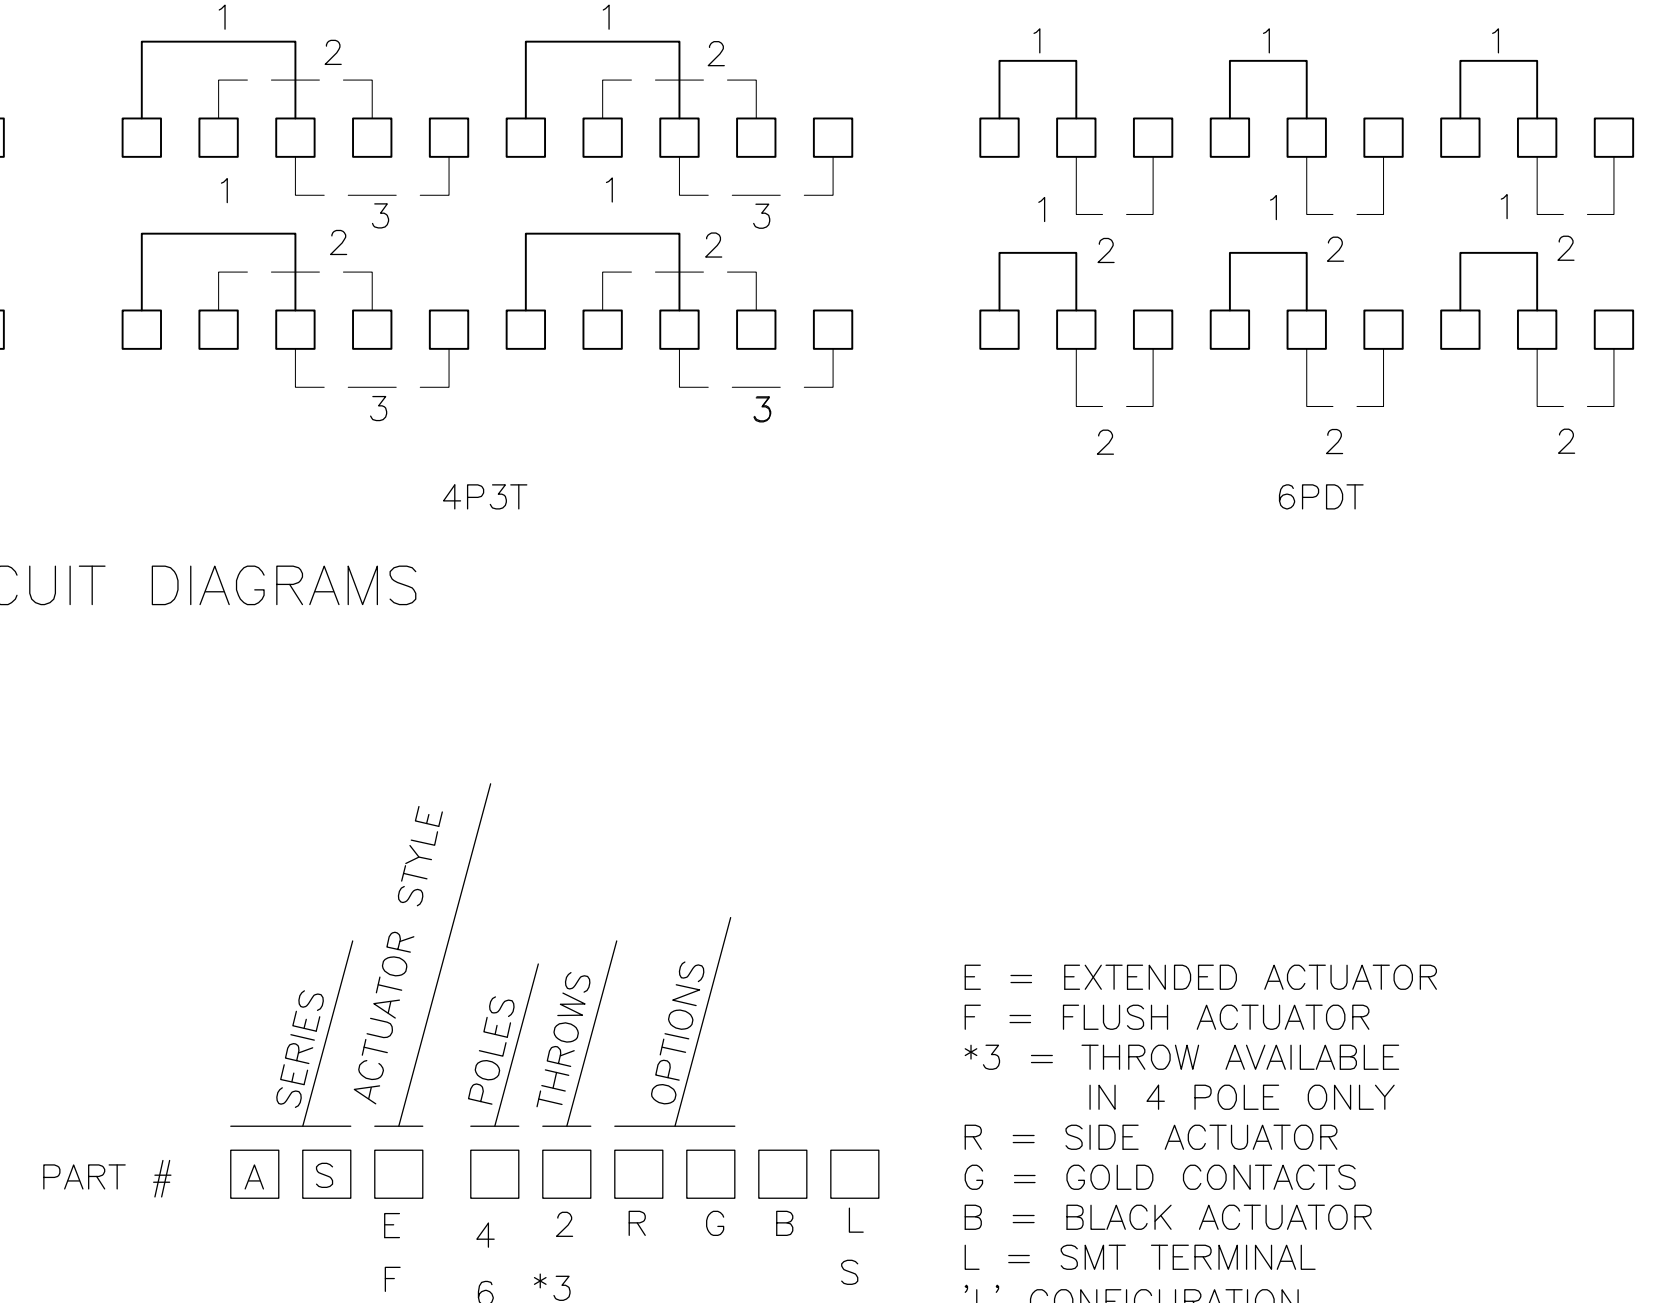 1 1 1 1 1
2 2
1 1
3 3
1 1 1
2 2
2 2 2
3 3
2 2 2
4P3T 6PDT
CUIT DIAGRAMS
SERIES
ACTUATOR STYLE
POLES
THROWS
OPTIONS
PART # A S
E 4 2 R G B L
F 6 *3 S
E = EXTENDED ACTUATOR
F = FLUSH ACTUATOR
*3 = THROW AVAILABLE
IN 4 POLE ONLY
R = SIDE ACTUATOR
G = GOLD CONTACTS
B = BLACK ACTUATOR
L = SMT TERMINAL
'L' CONFIGURATION